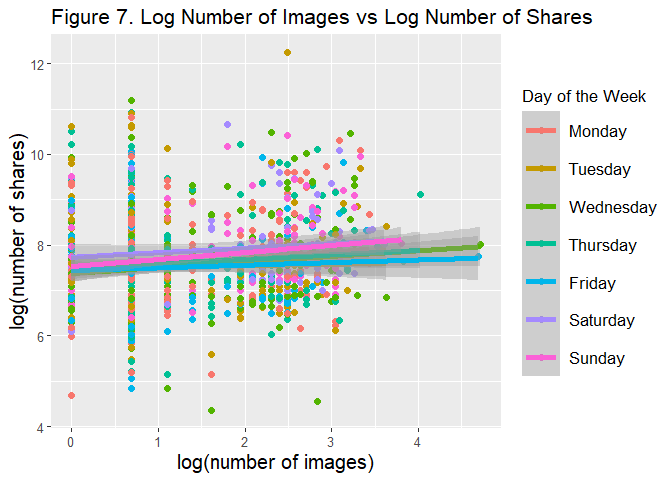 Figure 7. Log Number of Images vs Log Number of Shares
log(number of shares)
12
10
8
6
4
0 1 2 3 4
log(number of images)
Day of the Week
Monday
Tuesday
Wednesday
Thursday
Friday
Saturday
Sunday